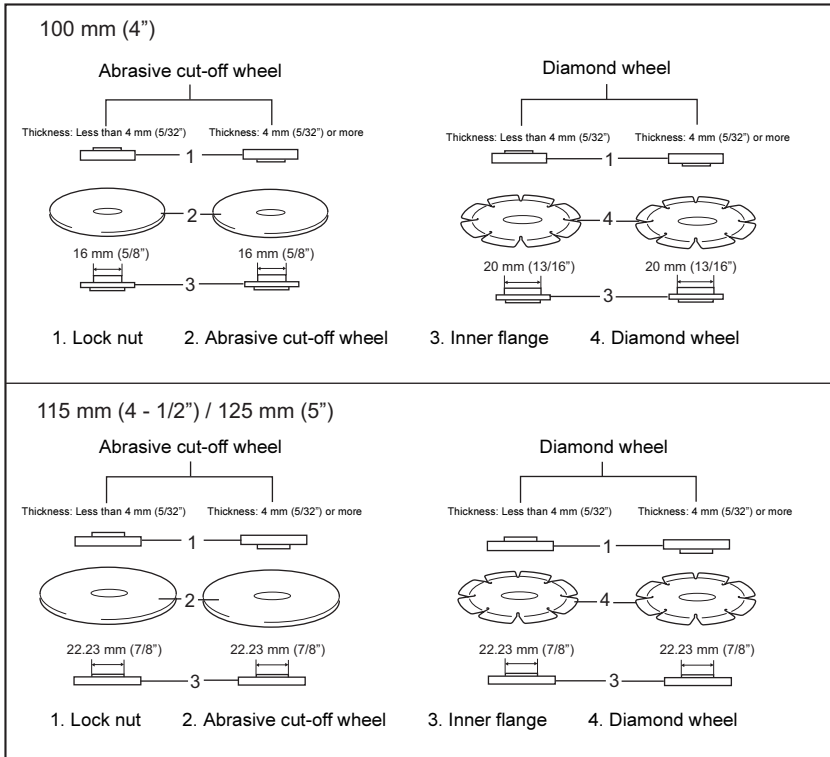 100 mm (4”)
Abrasive cut-off wheel Diamond wheel
Thickness: Less than 4 mm (5/32”) Thickness: 4 mm (5/32”) or more Thickness: Less than 4 mm (5/32”) Thickness: 4 mm (5/32”) or more
1 1
2 4
16 mm (5/8”) 16 mm (5/8”) 20 mm (13/16”) 20 mm (13/16”)
3 3
1. Lock nut 2. Abrasive cut-off wheel 3. Inner flange 4. Diamond wheel
115 mm (4 - 1/2”) / 125 mm (5”)
Abrasive cut-off wheel Diamond wheel
Thickness: Less than 4 mm (5/32”) Thickness: 4 mm (5/32”) or more Thickness: Less than 4 mm (5/32”) Thickness: 4 mm (5/32”) or more
1 1
2 4
22.23 mm (7/8”) 22.23 mm (7/8”) 22.23 mm (7/8”) 22.23 mm (7/8”)
3 3
1. Lock nut 2. Abrasive cut-off wheel 3. Inner flange 4. Diamond wheel